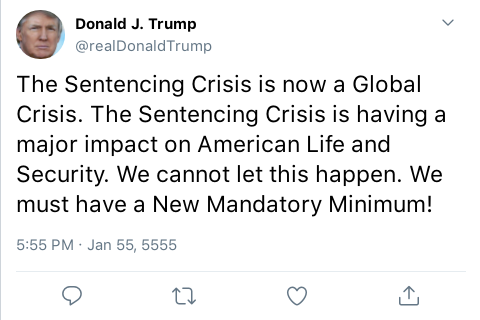 Donald J. Trump
@realDonaldTrump
The Sentencing Crisis is now a Global
Crisis. The Sentencing Crisis is having a
major impact on American Life and
Security. We cannot let this happen. We
must have a New Mandatory Minimum!
5:55 PM · Jan 55, 5555